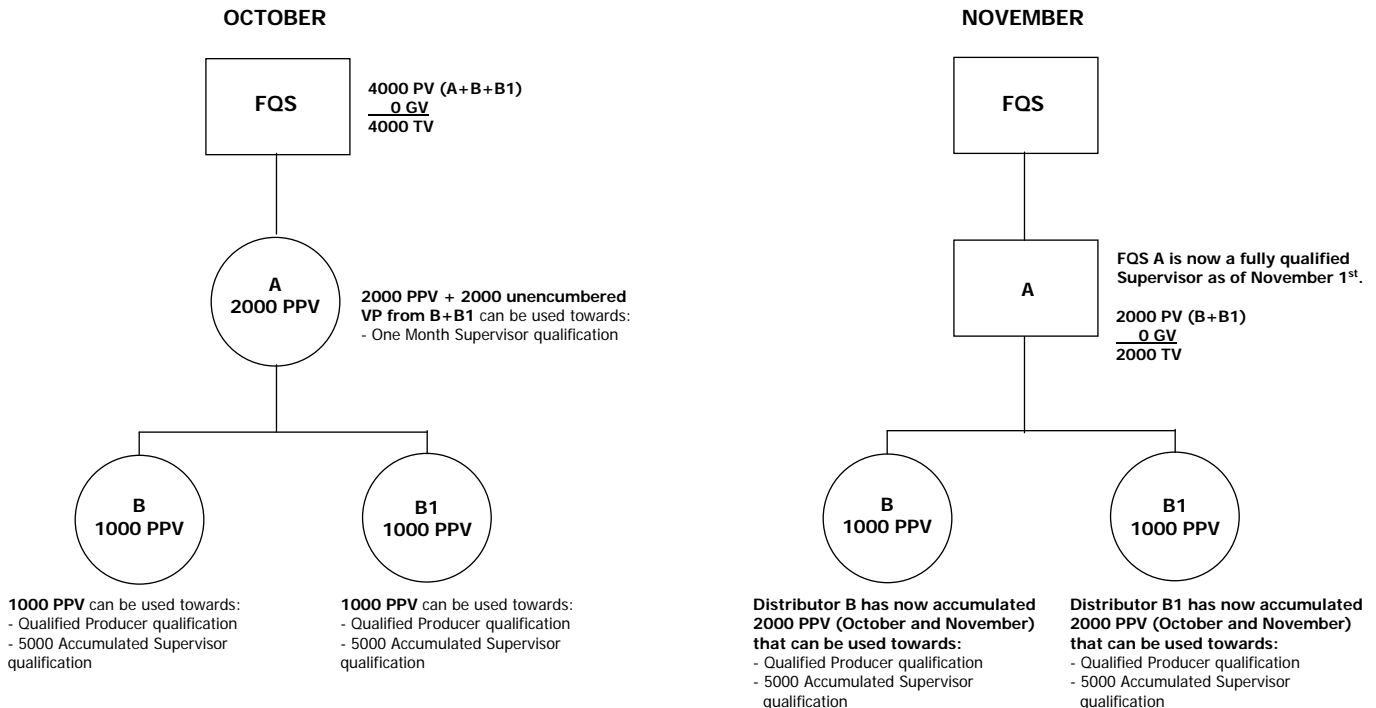 OCTOBER
FQS
4000 PV (A+B+B1)
0 GV
4000 TV
A
2000 PPV
2000 PPV + 2000 unencumbered
VP from B+B1 can be used towards:
- One Month Supervisor qualification
B
1000 PPV
B1
1000 PPV
1000 PPV can be used towards:
- Qualified Producer qualification
- 5000 Accumulated Supervisor
qualification
1000 PPV can be used towards:
- Qualified Producer qualification
- 5000 Accumulated Supervisor
qualification
NOVEMBER
FQS
A
FQS A is now a fully qualified
Supervisor as of November 1st.
2000 PV (B+B1)
0 GV
2000 TV
B
1000 PPV
B1
1000 PPV
Distributor B has now accumulated
2000 PPV (October and November)
that can be used towards:
- Qualified Producer qualification
- 5000 Accumulated Supervisor
qualification
Distributor B1 has now accumulated
2000 PPV (October and November)
that can be used towards:
- Qualified Producer qualification
- 5000 Accumulated Supervisor
qualification